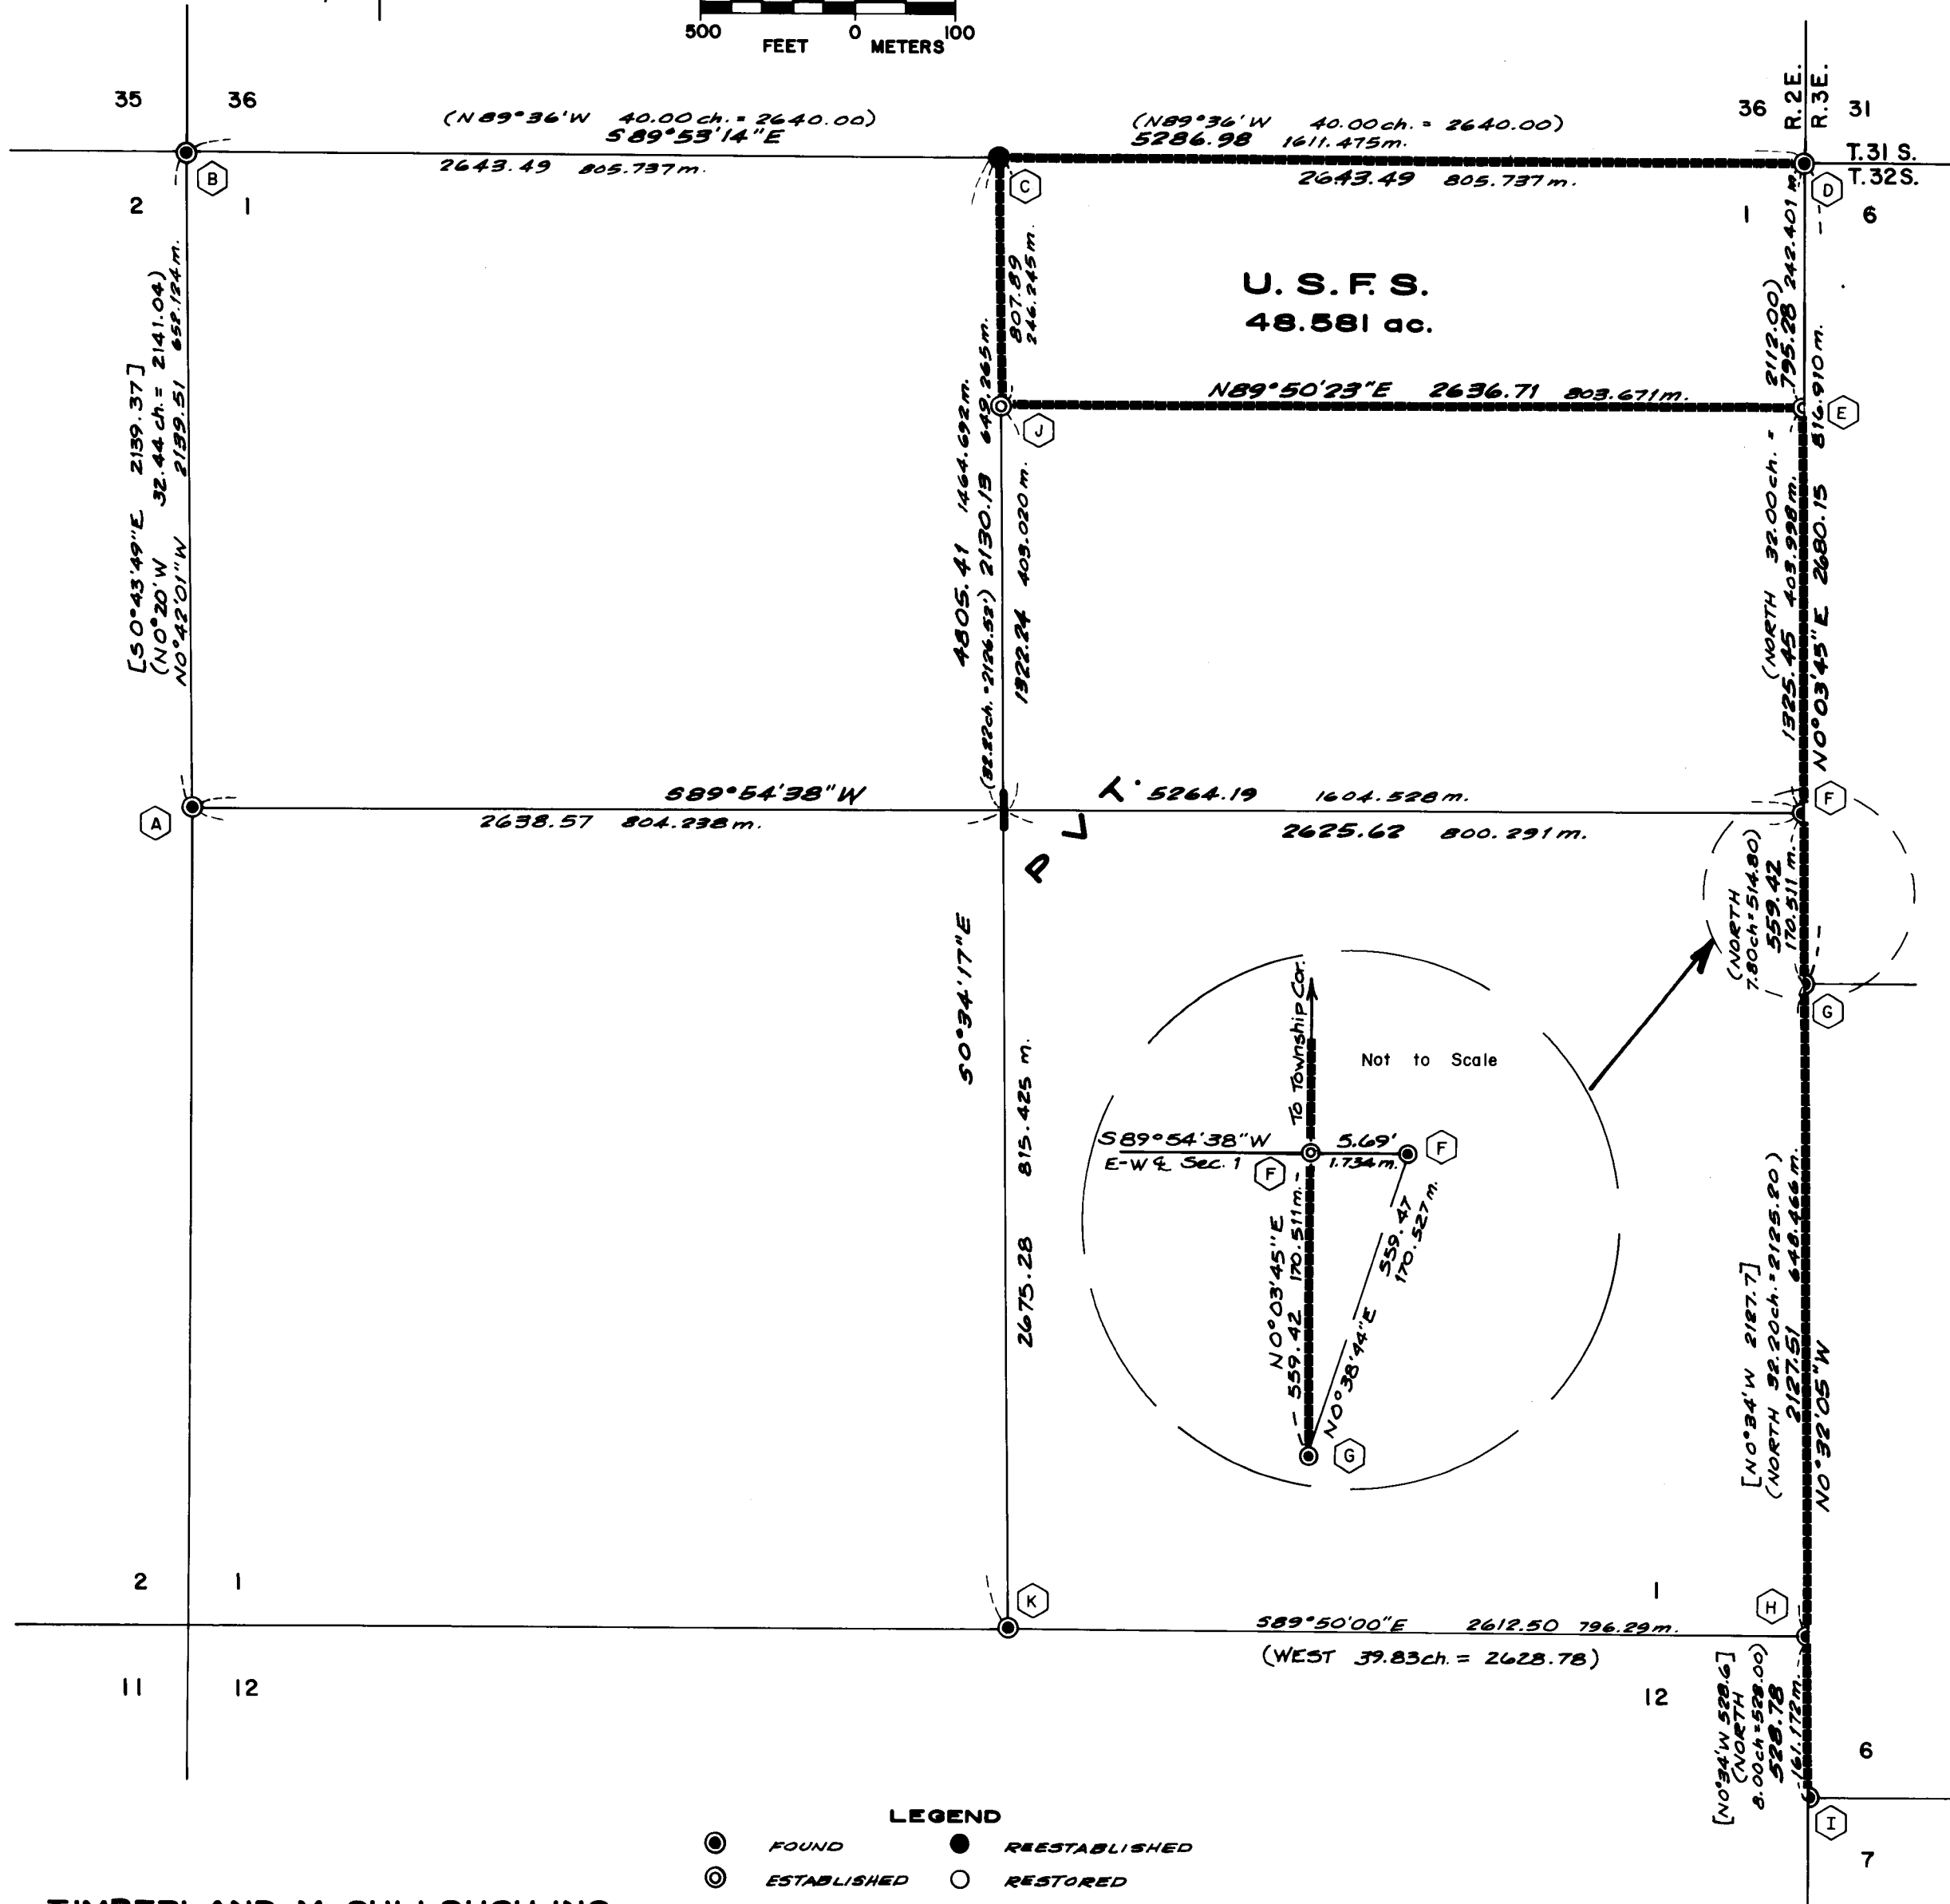 500 FEET 0 METERS 100
35 36
(N89°36'W 40.00ch. = 2640.00)
S89°53'14"E
2643.49 805.737m.
(N89°36'W 40.00ch. = 2640.00)
5286.98 1611.475m.
2643.49 805.737m.
36 31
R.2E.
R.3E.
T.31 S.
T.32S.
B
C
D
2 1
1 6
U.S.F.S.
48.581 ac.
[S0°43'49"E 2139.37]
(N0°20'W 32.44ch. = 2141.04)
N0°42'01"W 2139.51 652.124m.
807.89
246.245m.
4805.41 1464.692m.
(32.22ch. = 2126.52') 2130.13 649.265m.
1322.24 403.020m.
N89°50'23"E 2636.71 803.671m.
J
E
(NORTH 32.00ch. = 2112.00)
795.28 242.401m.
1325.45 403.998m.
N0°03'45"E 2680.15 816.910m.
S89°54'38"W
5264.19 1604.528m.
A
2638.57 804.238m.
2625.62 800.291m.
F
P L T.
(NORTH
7.80ch=514.80)
559.42
170.511m.
G
S0°34'17"E
2675.28 815.425 m.
To Township Cor.
Not to Scale
S89°54'38"W 5.69'
E-W ℄ Sec. 1 1.734m.
F
F
N0°03'45"E
559.42 170.511m.
N0°38'44"E
559.47
170.527m.
G
[N0°34'W 2127.7]
(NORTH 32.20ch.=2125.20)
2127.51 648.466m.
N0°32'05"W
2 1
K
1
H
S89°50'00"E 2612.50 796.29m.
(WEST 39.83ch. = 2628.78)
11 12
12
[N0°34'W 528.6]
(NORTH
8.00ch=528.00)
528.78
161.172m.
6
I
7
LEGEND
FOUND REESTABLISHED
ESTABLISHED RESTORED